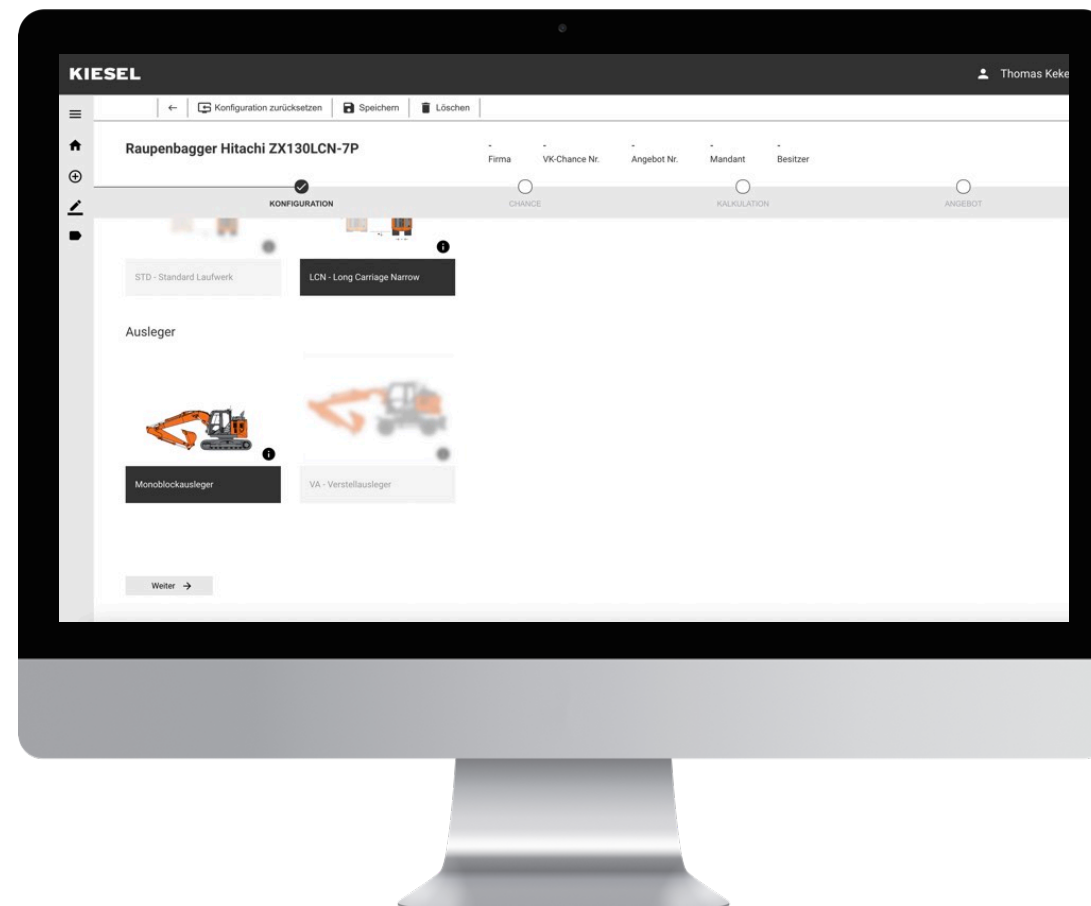 KIESEL
Thomas Keke
Konfiguration zurücksetzen
Speichern
Löschen
Raupenbagger Hitachi ZX130LCN-7P
- - - - -
Firma VK-Chance Nr. Angebot Nr. Mandant Besitzer
KONFIGURATION CHANCE KALKULATION ANGEBOT
STD - Standard Laufwerk
LCN - Long Carriage Narrow
Ausleger
Monoblockausleger
VA - Verstellausleger
Weiter